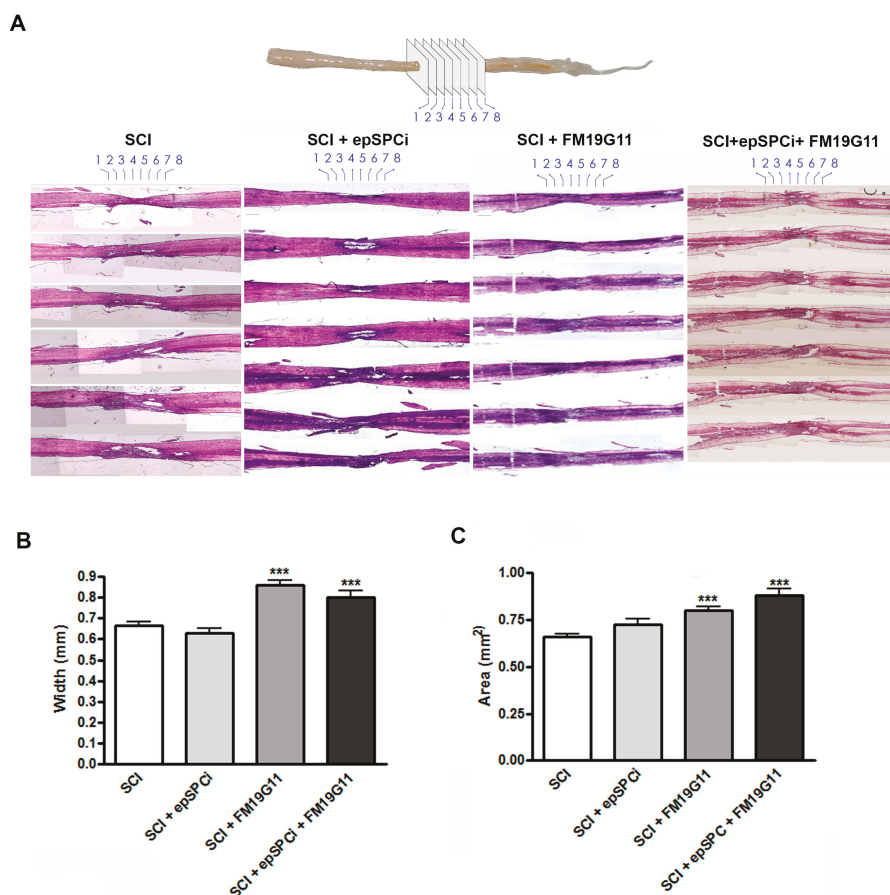 A
1 2 3 4 5 6 7 8
SCI
1 2 3 4 5 6 7 8
SCI + epSPCi
1 2 3 4 5 6 7 8
SCI + FM19G11
1 2 3 4 5 6 7 8
SCI+epSPCi+ FM19G11
1 2 3 4 5 6 7 8
B
Width (mm)
0.9
0.8
0.7
0.6
0.5
0.4
0.3
0.2
0.1
0.0
***
***
SCI
SCI + epSPCi
SCI + FM19G11
SCI + epSPCi + FM19G11
C
Area (mm²)
1.00
0.75
0.50
0.25
0.00
***
***
SCI
SCI + epSPCi
SCI + FM19G11
SCI + epSPC + FM19G11